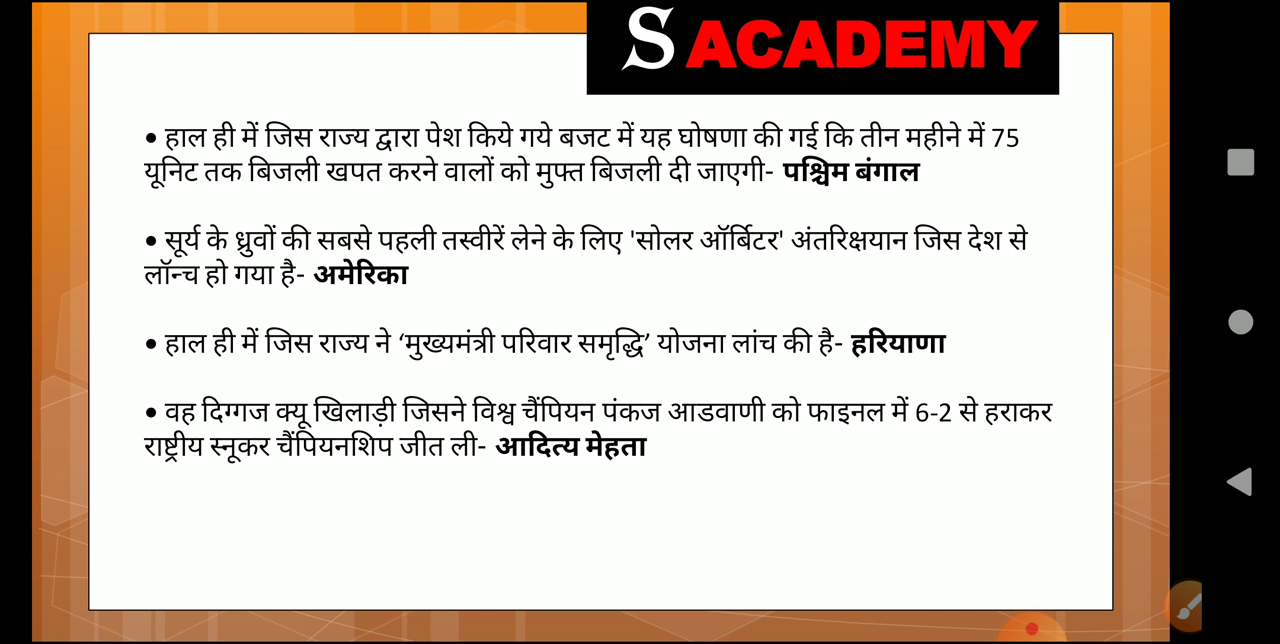 S ACADEMY
• हाल ही में जिस राज्य द्वारा पेश किये गये बजट में यह घोषणा की गई कि तीन महीने में 75
यूनिट तक बिजली खपत करने वालों को मुफ्त बिजली दी जाएगी- पश्चिम बंगाल
• सूर्य के ध्रुवों की सबसे पहली तस्वीरें लेने के लिए 'सोलर ऑर्बिटर' अंतरिक्षयान जिस देश से
लॉन्च हो गया है- अमेरिका
• हाल ही में जिस राज्य ने ‘मुख्यमंत्री परिवार समृद्धि’ योजना लांच की है- हरियाणा
• वह दिग्गज क्यू खिलाड़ी जिसने विश्व चैंपियन पंकज आडवाणी को फाइनल में 6-2 से हराकर
राष्ट्रीय स्नूकर चैंपियनशिप जीत ली- आदित्य मेहता